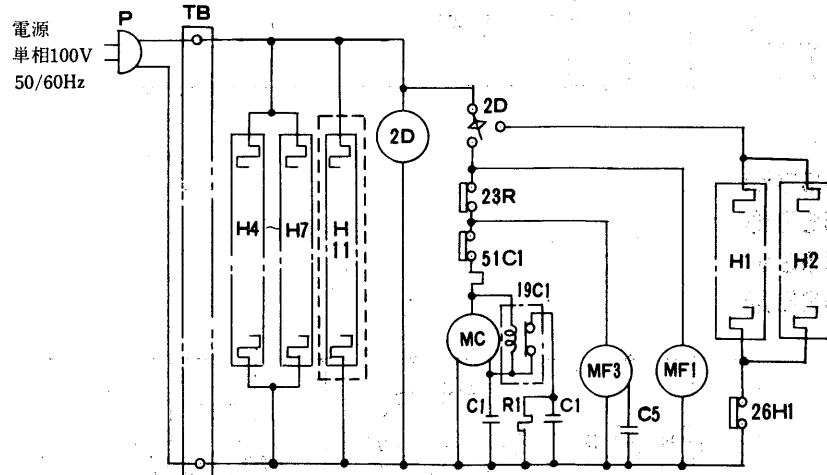 電源
単相100V
50/60Hz
P
TB
2D
2D
H4
~
H7
H
11
23R
51C1
19C1
MC
H1
H2
MF3
MF1
C1
R1
C1
C5
26H1